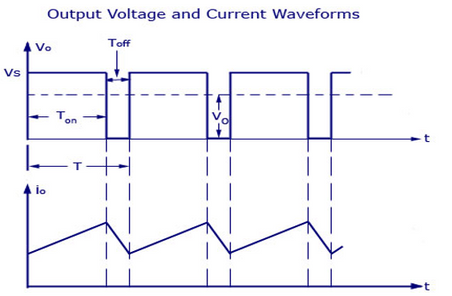 Output Voltage and Current Waveforms
Vo
Toff
Vs
Ton
VO
t
T
io
t